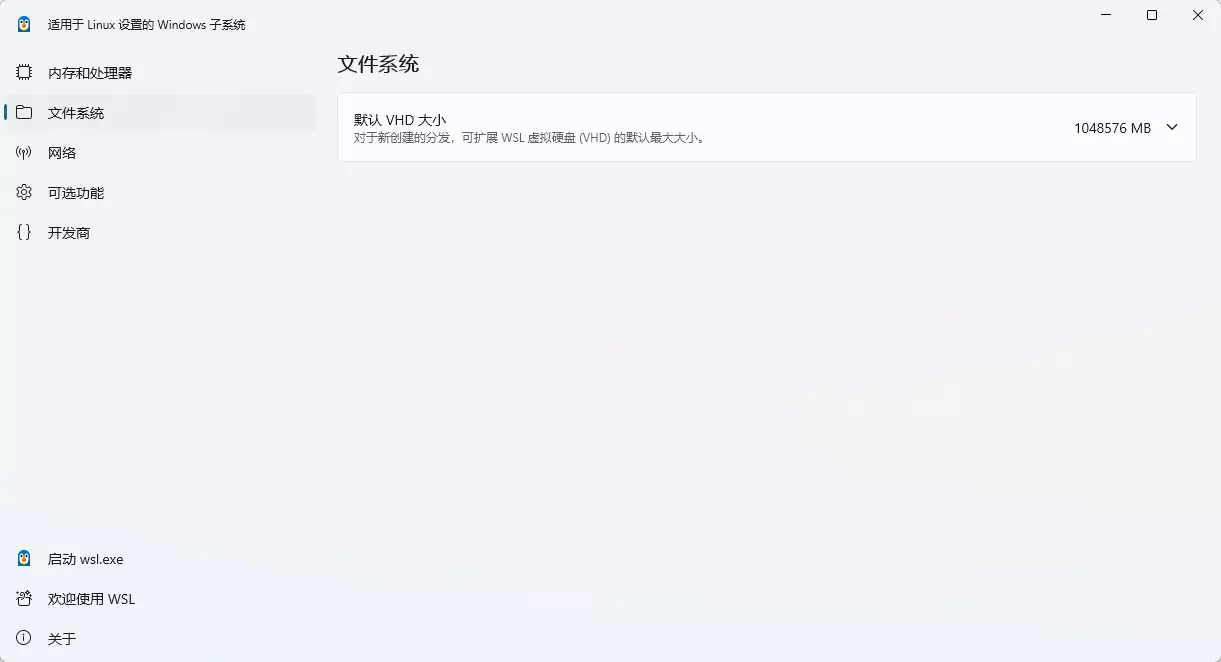 适用于 Linux 设置的 Windows 子系统
内存和处理器
文件系统
网络
可选功能
开发商
文件系统
默认 VHD 大小
对于新创建的分发，可扩展 WSL 虚拟硬盘 (VHD) 的默认最大大小。
1048576 MB
启动 wsl.exe
欢迎使用 WSL
关于